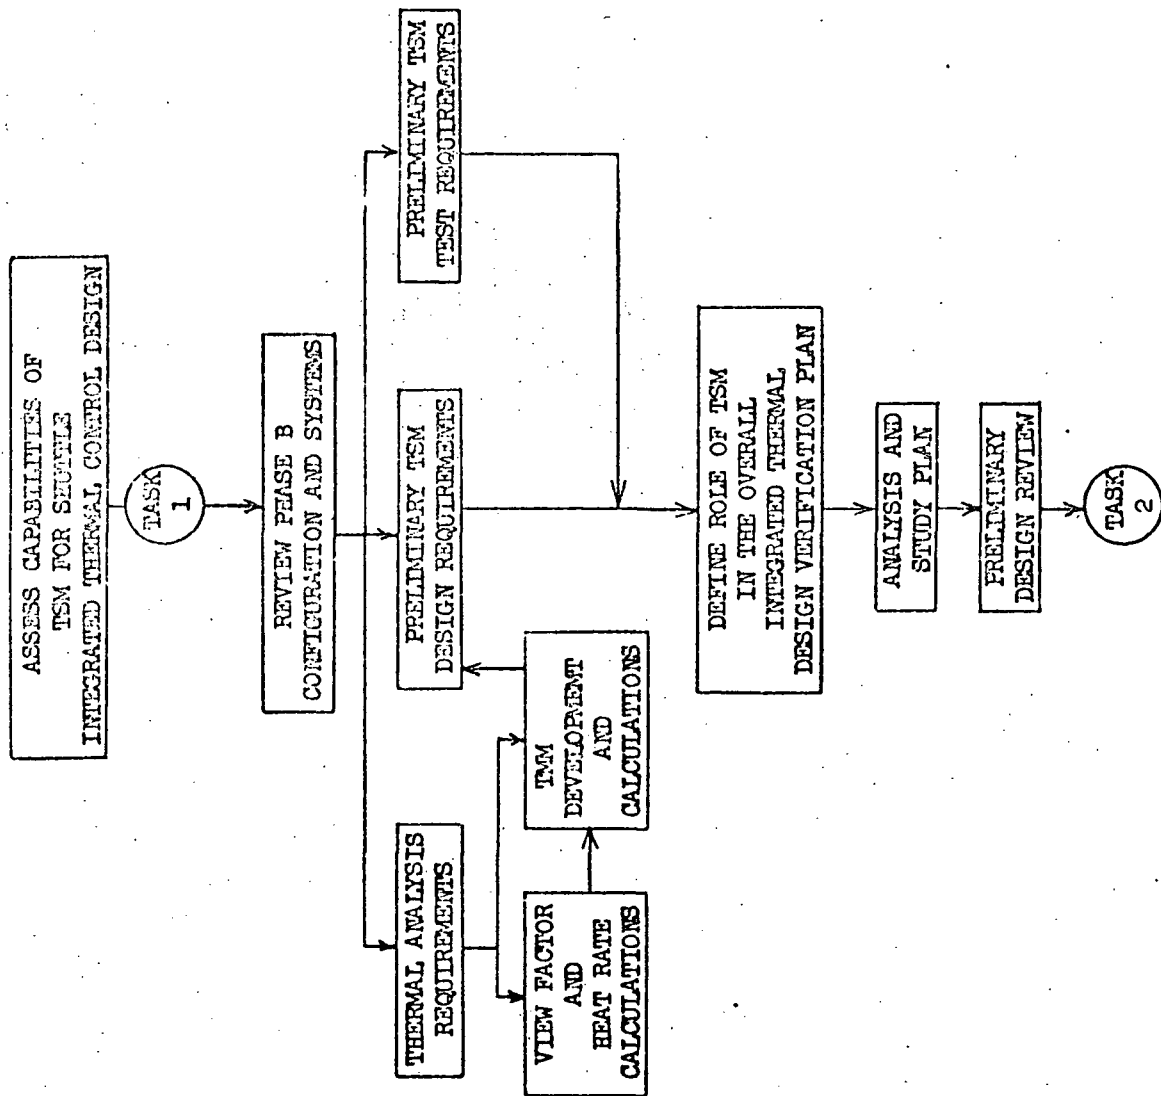 ASSESS CAPABILITIES OF
TSM FOR SHUTTLE
INTEGRATED THERMAL CONTROL DESIGN
TASK
1
REVIEW PHASE B
CONFIGURATION AND SYSTEMS
THERMAL ANALYSIS
REQUIREMENTS
PRELIMINARY TSM
DESIGN REQUIREMENTS
PRELIMINARY TSM
TEST REQUIREMENTS
VIEW FACTOR
AND
HEAT RATE
CALCULATIONS
TMM
DEVELOPMENT
AND
CALCULATIONS
DEFINE ROLE OF TSM
IN THE OVERALL
INTEGRATED THERMAL
DESIGN VERIFICATION PLAN
ANALYSIS AND
STUDY PLAN
PRELIMINARY
DESIGN REVIEW
TASK
2